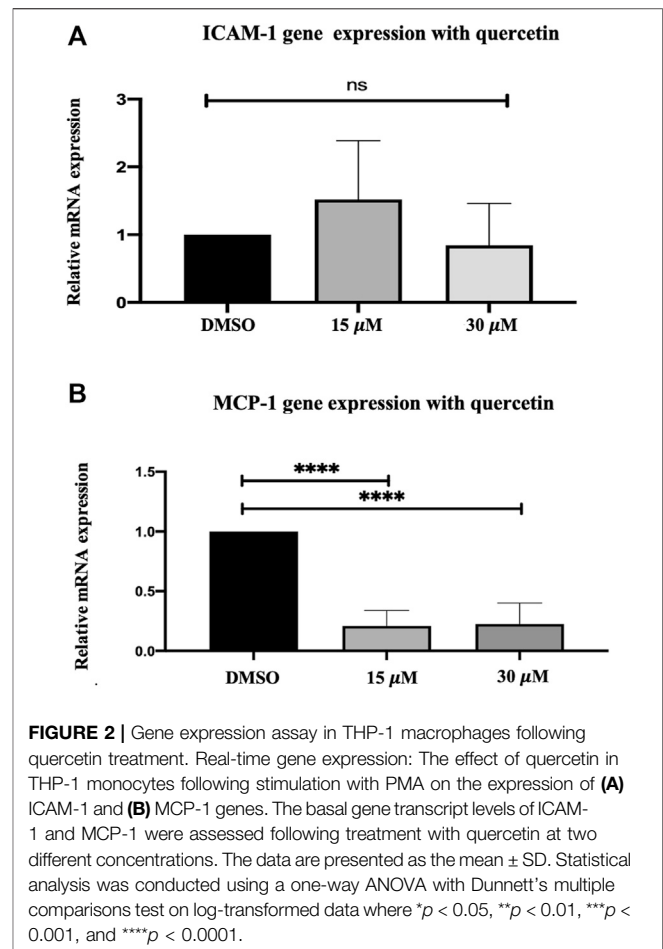 A
ICAM-1 gene expression with quercetin
Relative mRNA expression
3
2
1
0
ns
DMSO 15 μM 30 μM
B
MCP-1 gene expression with quercetin
Relative mRNA expression
1.5
1.0
0.5
0.0
****
****
DMSO 15 μM 30 μM
FIGURE 2 | Gene expression assay in THP-1 macrophages following
quercetin treatment. Real-time gene expression: The effect of quercetin in
THP-1 monocytes following stimulation with PMA on the expression of (A)
ICAM-1 and (B) MCP-1 genes. The basal gene transcript levels of ICAM-
1 and MCP-1 were assessed following treatment with quercetin at two
different concentrations. The data are presented as the mean ± SD. Statistical
analysis was conducted using a one-way ANOVA with Dunnett’s multiple
comparisons test on log-transformed data where *p < 0.05, **p < 0.01, ***p <
0.001, and ****p < 0.0001.